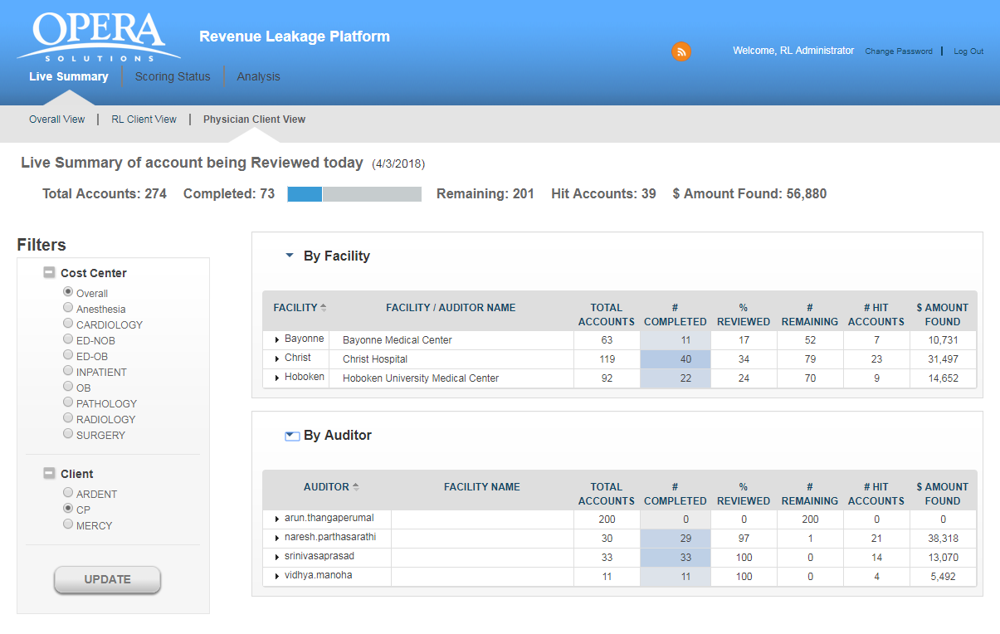 OPERA
SOLUTIONS
Revenue Leakage Platform
Welcome, RL Administrator Change Password | Log Out
Live Summary Scoring Status Analysis
Overall View | RL Client View | Physician Client View
Live Summary of account being Reviewed today (4/3/2018)
Total Accounts: 274 Completed: 73 Remaining: 201 Hit Accounts: 39 $ Amount Found: 56,880
Filters
Cost Center
Overall
Anesthesia
CARDIOLOGY
ED-NOB
ED-OB
INPATIENT
OB
PATHOLOGY
RADIOLOGY
SURGERY
Client
ARDENT
CP
MERCY
UPDATE
By Facility
FACILITY FACILITY / AUDITOR NAME TOTAL ACCOUNTS # COMPLETED % REVIEWED # REMAINING # HIT ACCOUNTS $ AMOUNT FOUND
Bayonne Bayonne Medical Center 63 11 17 52 7 10,731
Christ Christ Hospital 119 40 34 79 23 31,497
Hoboken Hoboken University Medical Center 92 22 24 70 9 14,652
By Auditor
AUDITOR FACILITY NAME TOTAL ACCOUNTS # COMPLETED % REVIEWED # REMAINING # HIT ACCOUNTS $ AMOUNT FOUND
arun.thangaperumal 200 0 0 200 0 0
naresh.parthasarathi 30 29 97 1 21 38,318
srinivasaprasad 33 33 100 0 14 13,070
vidhya.manoha 11 11 100 0 4 5,492